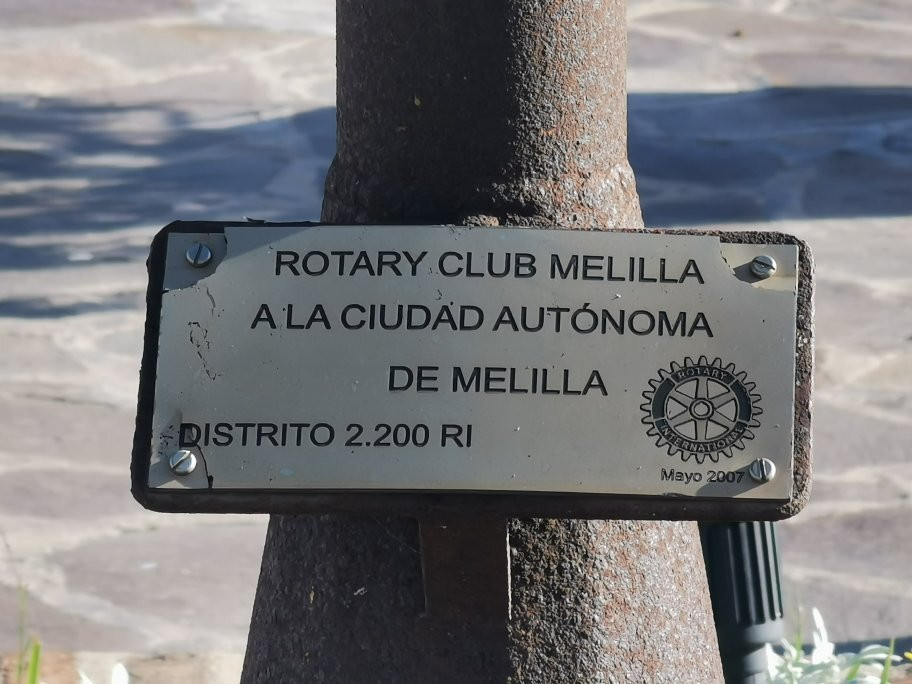 ROTARY CLUB MELILLA
A LA CIUDAD AUTÓNOMA
DE MELILLA
DISTRITO 2.200 RI
ROTARY
INTERNATIONAL
Mayo 2007